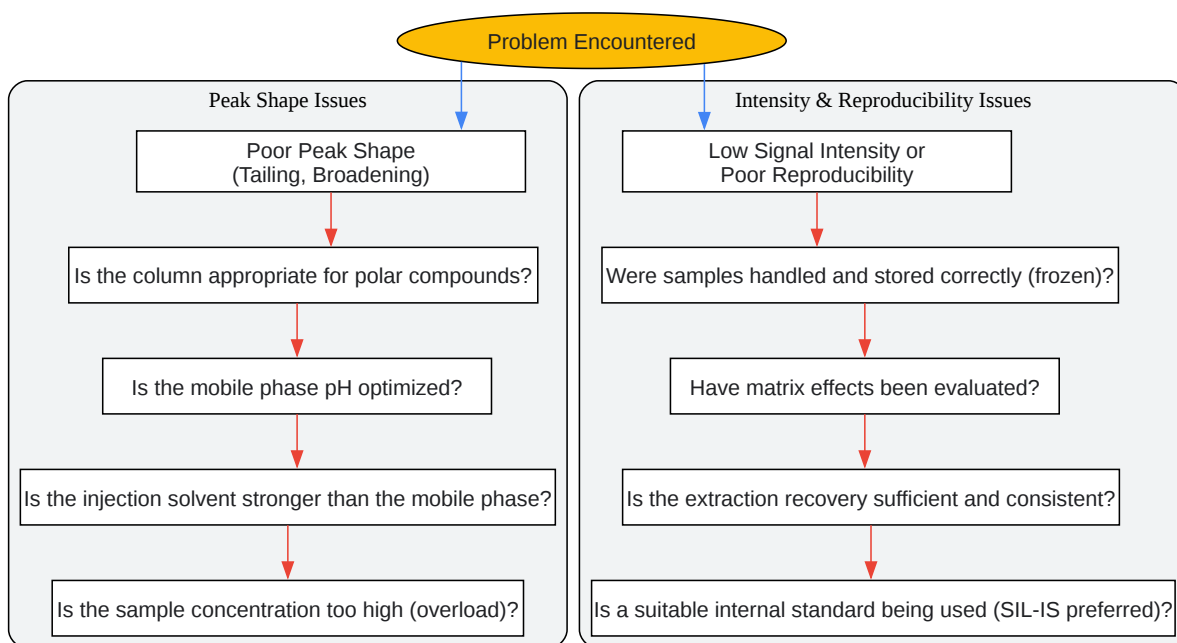 Problem Encountered
Peak Shape Issues
Poor Peak Shape
(Tailing, Broadening)
Is the column appropriate for polar compounds?
Is the mobile phase pH optimized?
Is the injection solvent stronger than the mobile phase?
Is the sample concentration too high (overload)?
Intensity & Reproducibility Issues
Low Signal Intensity or
Poor Reproducibility
Were samples handled and stored correctly (frozen)?
Have matrix effects been evaluated?
Is the extraction recovery sufficient and consistent?
Is a suitable internal standard being used (SIL-IS preferred)?